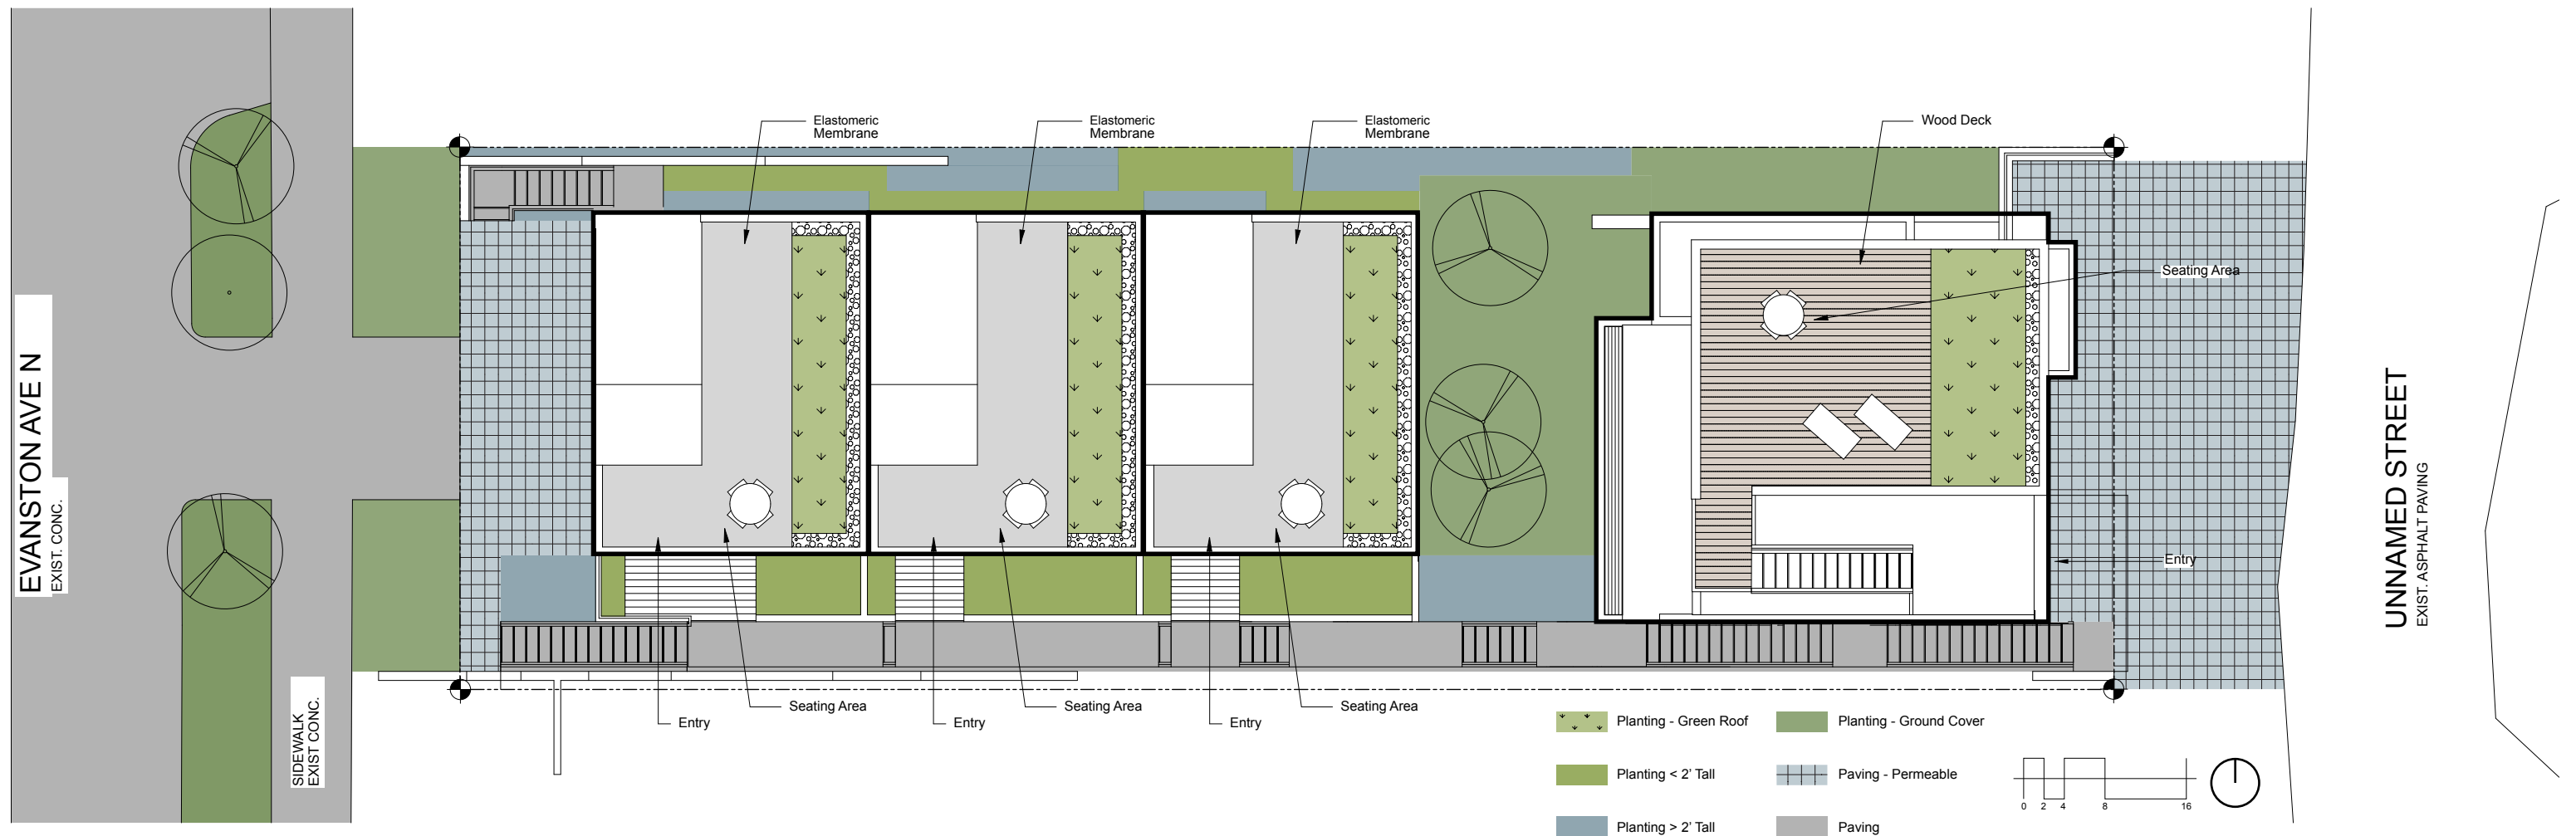 Elastomeric
Membrane
Elastomeric
Membrane
Elastomeric
Membrane
Wood Deck
Seating Area
EVANSTON AVE N
EXIST. CONC.
UNNAMED STREET
EXIST. ASPHALT PAVING
Entry
SIDEWALK
EXIST CONC.
Entry
Seating Area
Entry
Seating Area
Entry
Seating Area
Planting - Green Roof
Planting - Ground Cover
Planting < 2' Tall
Paving - Permeable
Planting > 2' Tall
Paving
0 2 4 8 16